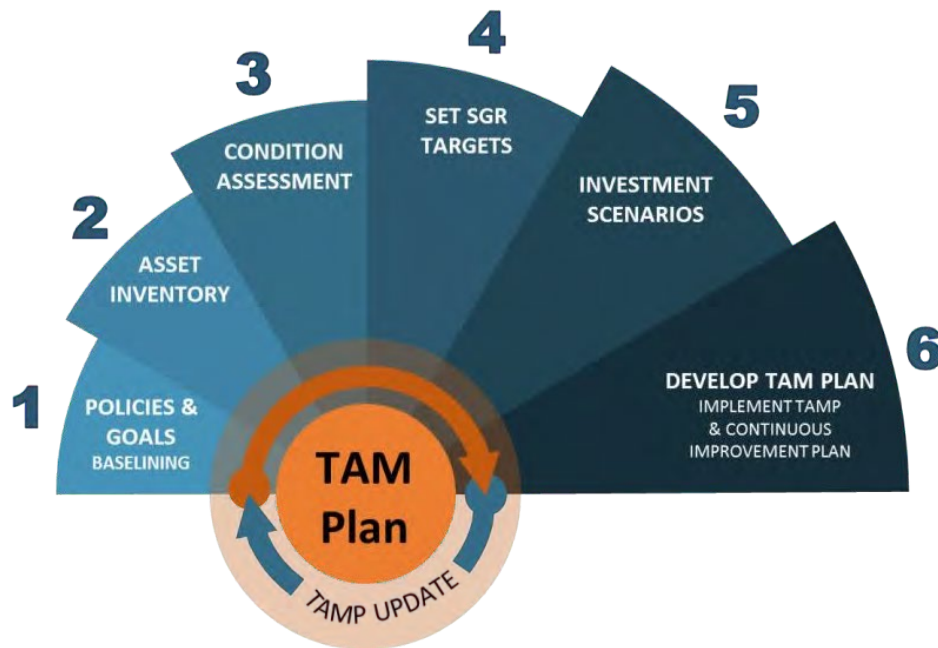 1
POLICIES &
GOALS
BASELINING
2
ASSET
INVENTORY
3
CONDITION
ASSESSMENT
4
SET SGR
TARGETS
5
INVESTMENT
SCENARIOS
6
DEVELOP TAM PLAN
IMPLEMENT TAMP
& CONTINUOUS
IMPROVEMENT PLAN
TAM
Plan
TAMP UPDATE